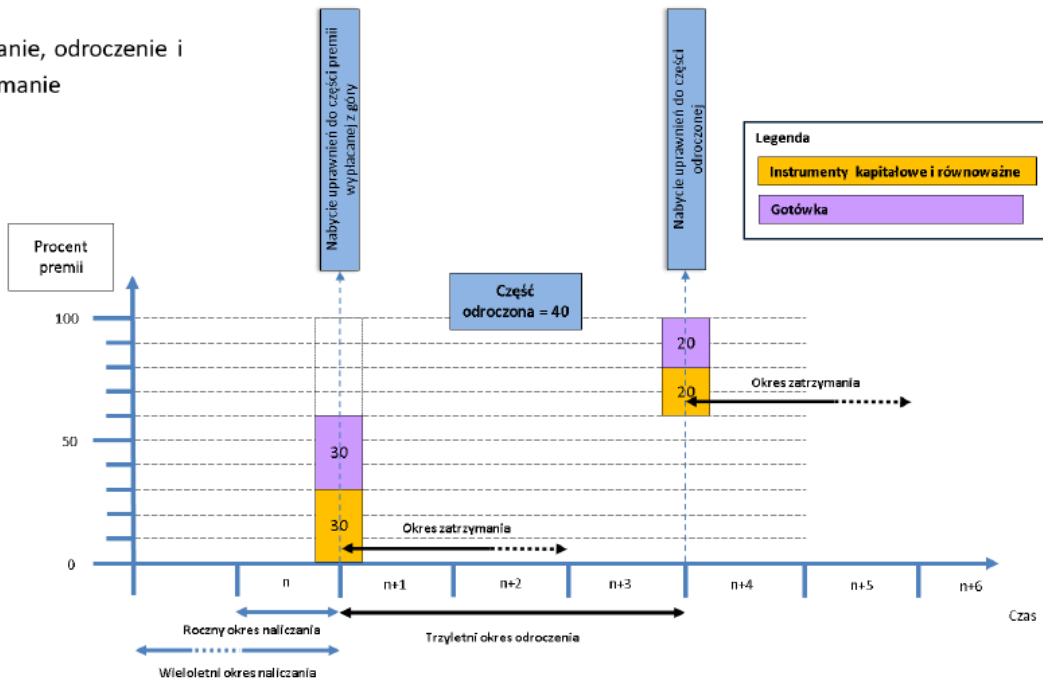 anie, odroczenie i
manie
Nabycie uprawnień do części premii
wypłacanej z góry
Nabycie uprawnień do części
odroczonej
Legenda
Instrumenty kapitałowe i równoważne
Gotówka
Procent
premii
Część
odroczona = 40
100
50
0
20
20
Okres zatrzymania
30
30
Okres zatrzymania
n
n+1
n+2
n+3
n+4
n+5
n+6
Czas
Roczny okres naliczania
Trzyletni okres odroczenia
Wieloletni okres naliczania